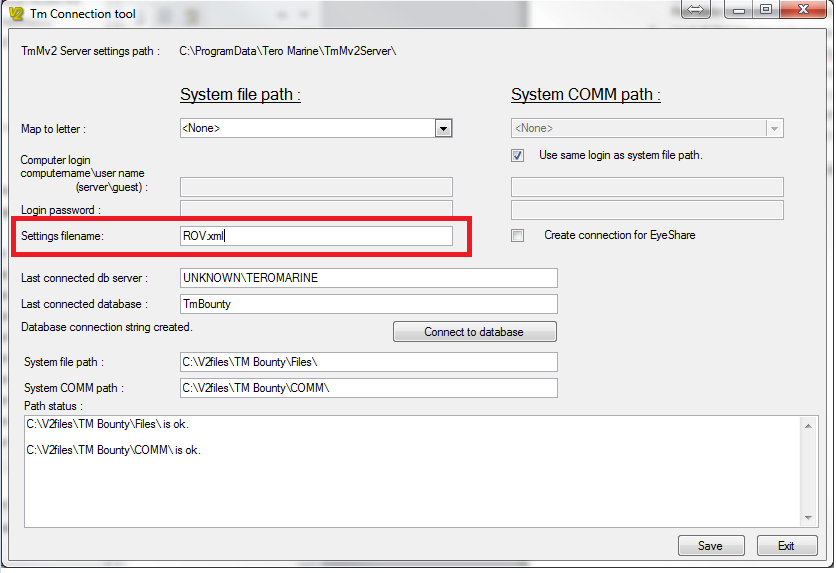 V2 Tm Connection tool
TmMv2 Server settings path : C:\ProgramData\Tero Marine\TmMv2Server\
System file path : System COMM path :
Map to letter : <None> <None>
Computer login
computername\user name
(server\guest) :
Use same login as system file path.
Login password :
Settings filename: ROV.xml
Create connection for EyeShare
Last connected db server : UNKNOWN\TEROMARINE
Last connected database : TmBounty
Database connection string created.
Connect to database
System file path : C:\V2files\TM Bounty\Files\
System COMM path : C:\V2files\TM Bounty\COMM\
Path status :
C:\V2files\TM Bounty\Files\ is ok.
C:\V2files\TM Bounty\COMM\ is ok.
Save Exit